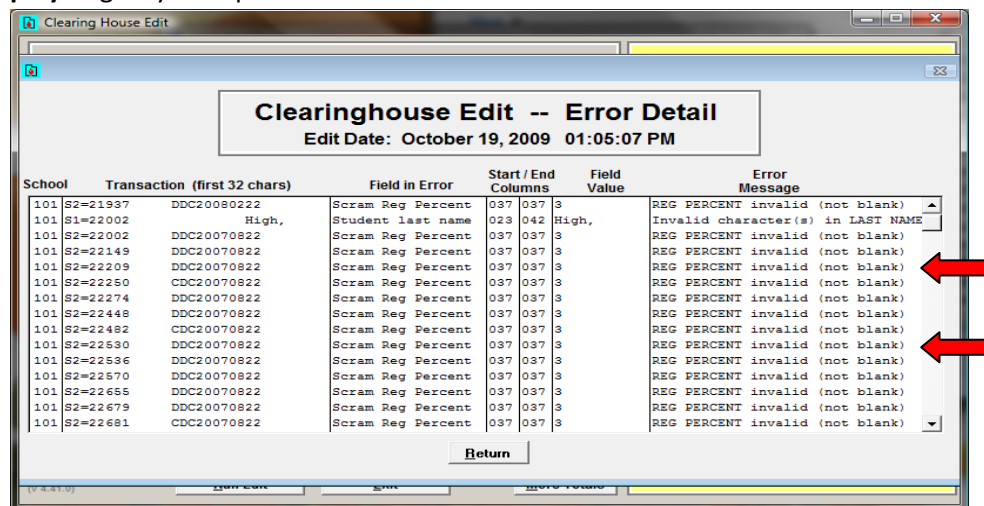 Clearing House Edit
Clearinghouse Edit -- Error Detail
Edit Date: October 19, 2009 01:05:07 PM
School Transaction (first 32 chars) Field in Error Start / End Columns Field Value Error Message
101 S2=21937 DDC20080222 Scram Reg Percent 037 037 3 REG PERCENT invalid (not blank)
101 S1=22002 High, Student last name 023 042 High, Invalid character(s) in LAST NAME
101 S2=22002 DDC20070822 Scram Reg Percent 037 037 3 REG PERCENT invalid (not blank)
101 S2=22149 DDC20070822 Scram Reg Percent 037 037 3 REG PERCENT invalid (not blank)
101 S2=22209 DDC20070822 Scram Reg Percent 037 037 3 REG PERCENT invalid (not blank)
101 S2=22250 CDC20070822 Scram Reg Percent 037 037 3 REG PERCENT invalid (not blank)
101 S2=22274 DDC20070822 Scram Reg Percent 037 037 3 REG PERCENT invalid (not blank)
101 S2=22448 DDC20070822 Scram Reg Percent 037 037 3 REG PERCENT invalid (not blank)
101 S2=22482 CDC20070822 Scram Reg Percent 037 037 3 REG PERCENT invalid (not blank)
101 S2=22530 DDC20070822 Scram Reg Percent 037 037 3 REG PERCENT invalid (not blank)
101 S2=22536 DDC20070822 Scram Reg Percent 037 037 3 REG PERCENT invalid (not blank)
101 S2=22570 DDC20070822 Scram Reg Percent 037 037 3 REG PERCENT invalid (not blank)
101 S2=22655 DDC20070822 Scram Reg Percent 037 037 3 REG PERCENT invalid (not blank)
101 S2=22679 DDC20070822 Scram Reg Percent 037 037 3 REG PERCENT invalid (not blank)
101 S2=22681 CDC20070822 Scram Reg Percent 037 037 3 REG PERCENT invalid (not blank)
Return
(v 4.41.0)